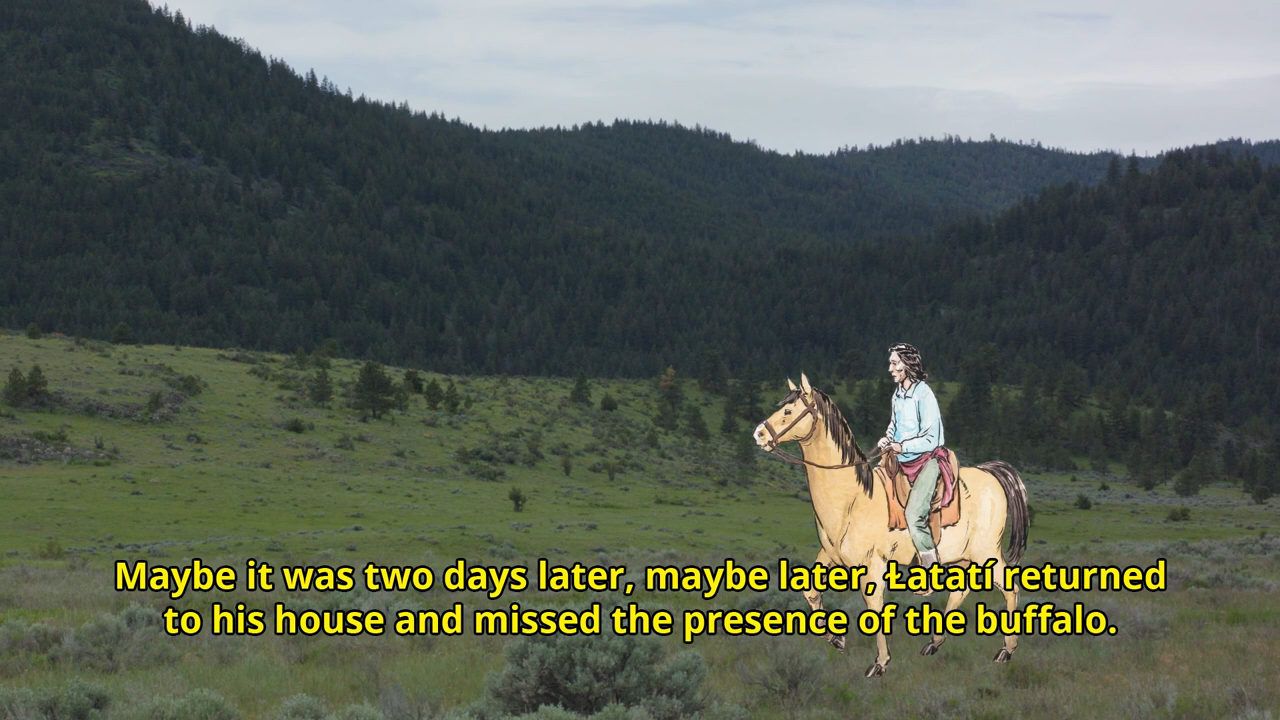 Maybe it was two days later, maybe later, Łatatí returned
to his house and missed the presence of the buffalo.